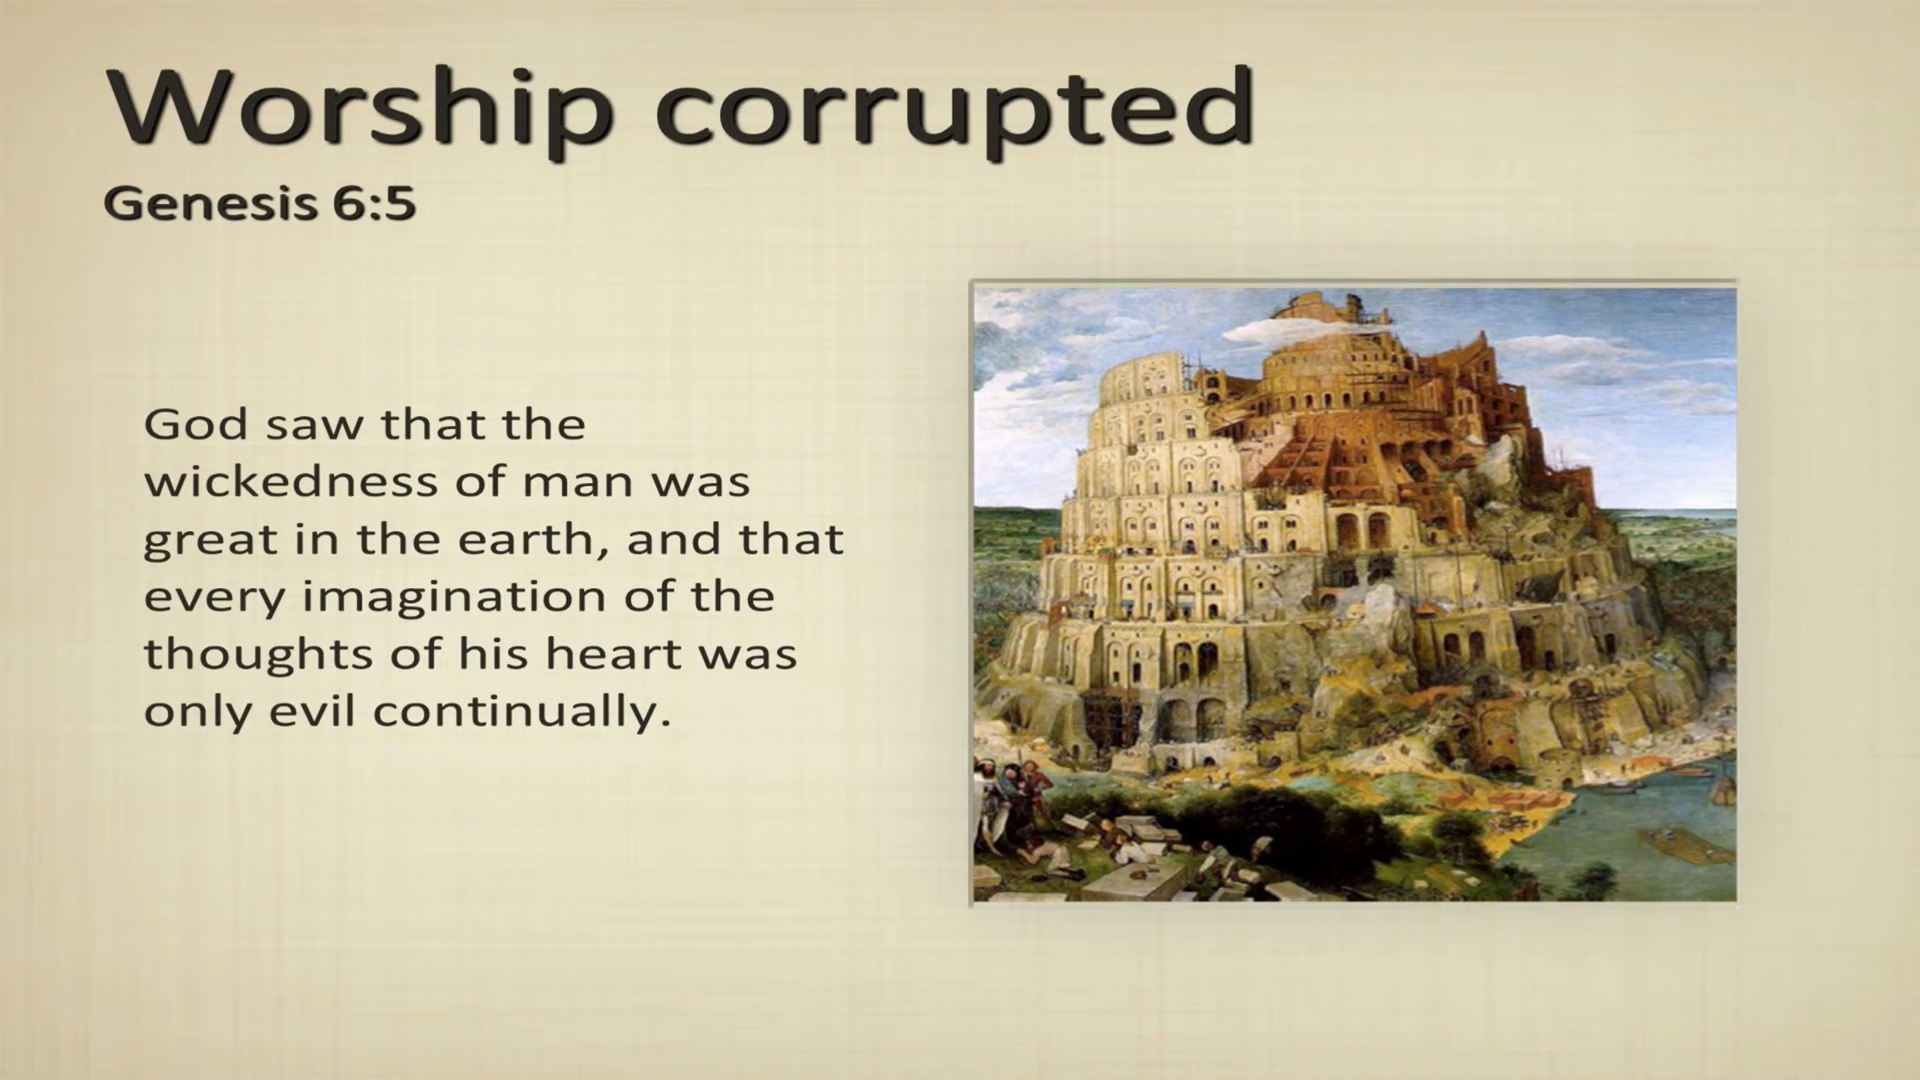 Worship corrupted
Genesis 6:5
God saw that the
wickedness of man was
great in the earth, and that
every imagination of the
thoughts of his heart was
only evil continually.